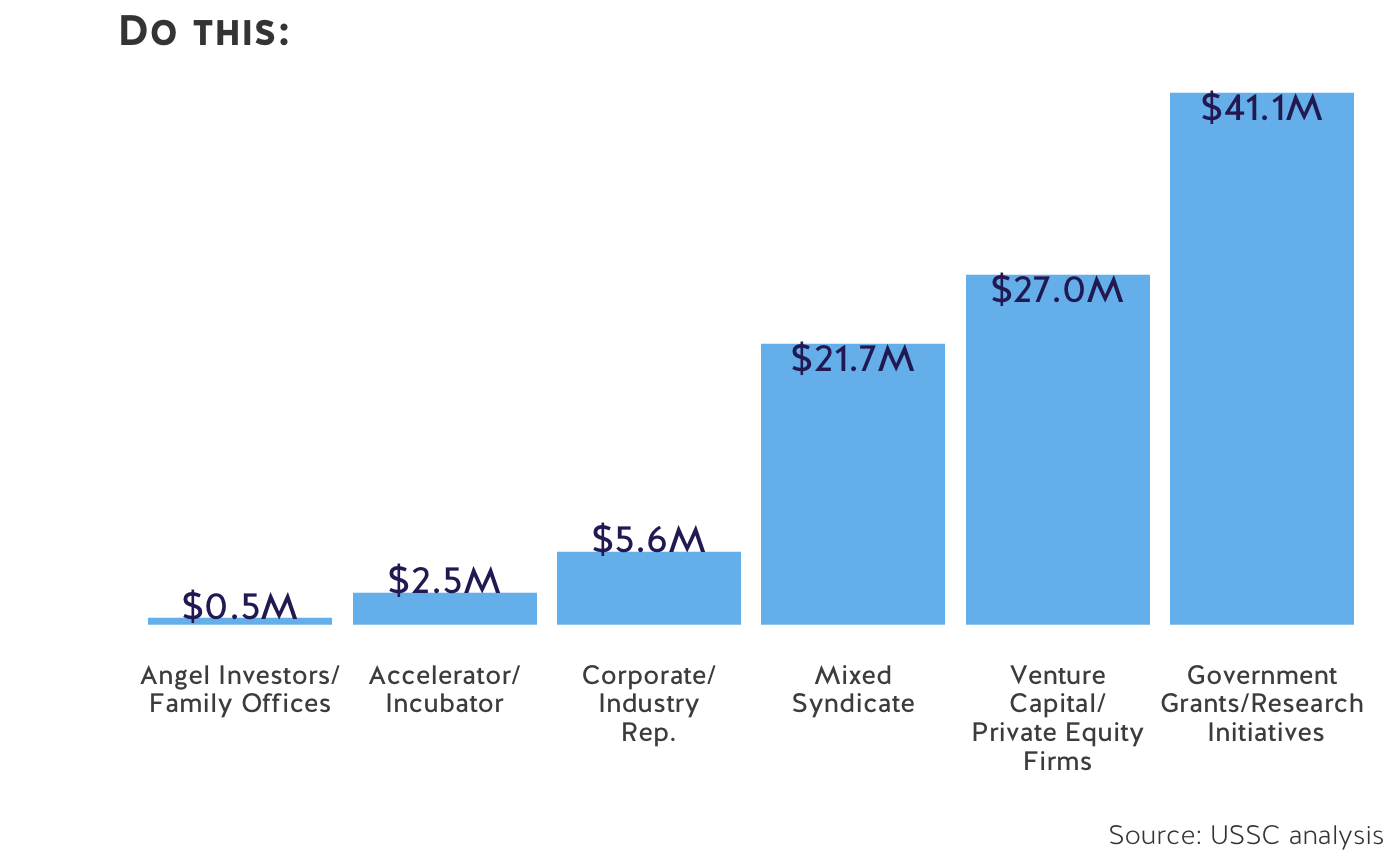 Do this:
$41.1M
$27.0M
$21.7M
$5.6M
$2.5M
$0.5M
Angel Investors/
Family Offices
Accelerator/
Incubator
Corporate/
Industry
Rep.
Mixed
Syndicate
Venture
Capital/
Private Equity
Firms
Government
Grants/Research
Initiatives
Source: USSC analysis